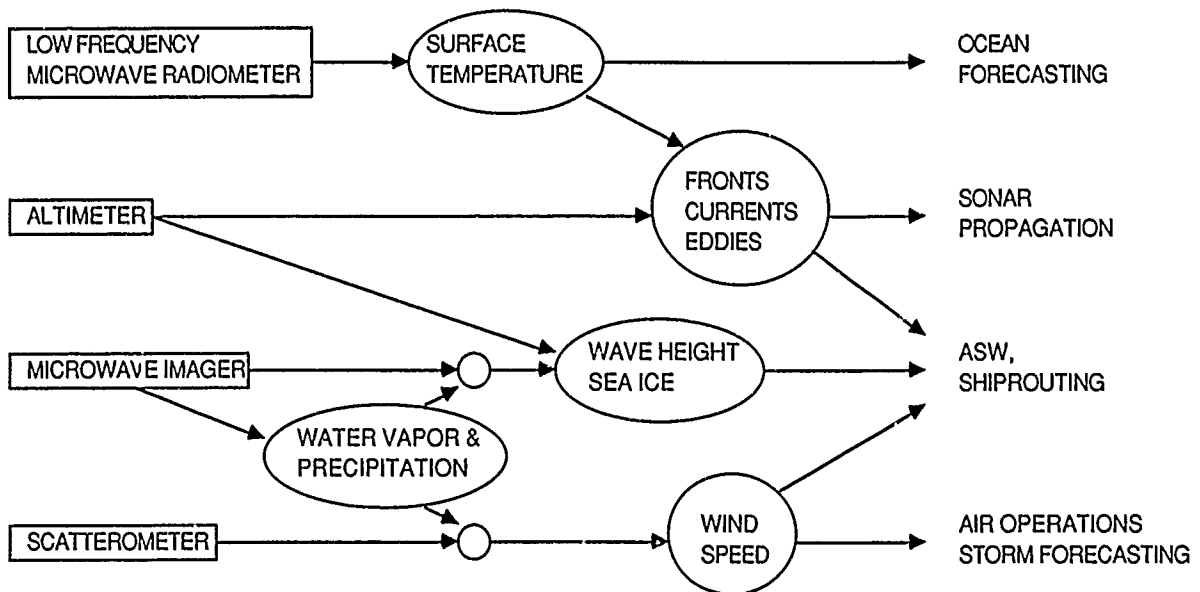 LOW FREQUENCY
MICROWAVE RADIOMETER
SURFACE
TEMPERATURE
OCEAN
FORECASTING
FRONTS
CURRENTS
EDDIES
ALTIMETER
SONAR
PROPAGATION
MICROWAVE IMAGER
WAVE HEIGHT
SEA ICE
ASW,
SHIPROUTING
WATER VAPOR &
PRECIPITATION
SCATTEROMETER
WIND
SPEED
AIR OPERATIONS
STORM FORECASTING